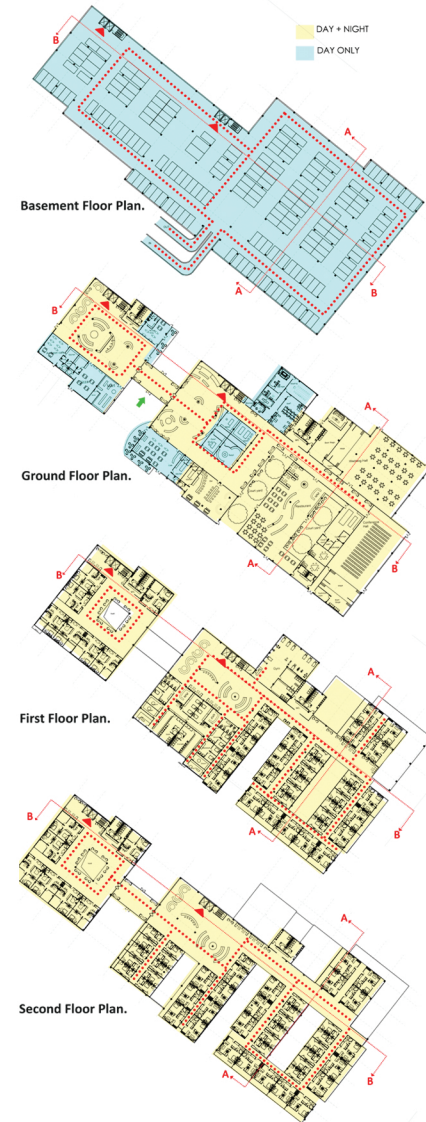 DAY + NIGHT
DAY ONLY
B
A
Basement Floor Plan.
A
B
B
A
Ground Floor Plan.
A
B
B
First Floor Plan.
A
A
B
B
A
Second Floor Plan.
A
B